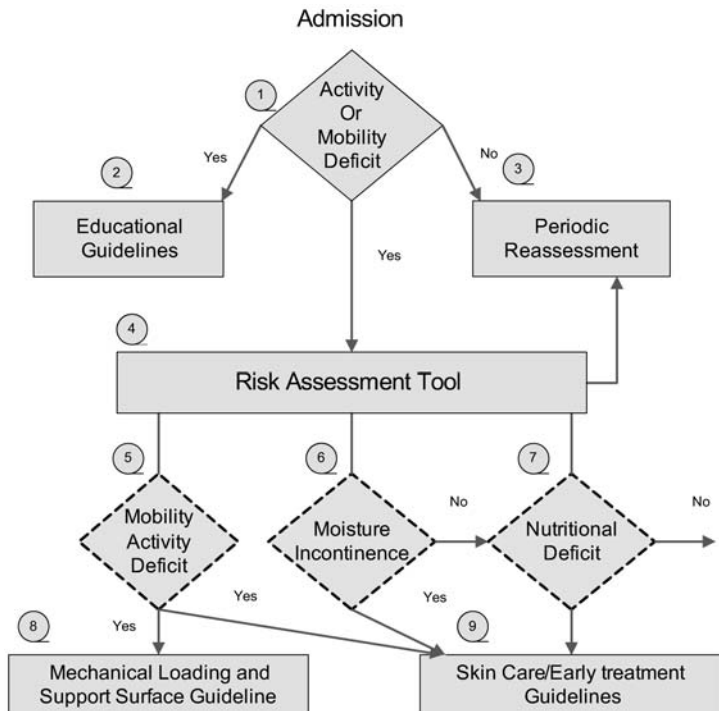 Admission
1
Activity
Or
Mobility
Deficit
Yes
No
2
3
Educational
Guidelines
Periodic
Reassessment
Yes
4
Risk Assessment Tool
5
6
7
Mobility
Activity
Deficit
Moisture
Incontinence
No
Nutritional
Deficit
No
Yes
Yes
Yes
8
9
Mechanical Loading and
Support Surface Guideline
Skin Care/Early treatment
Guidelines